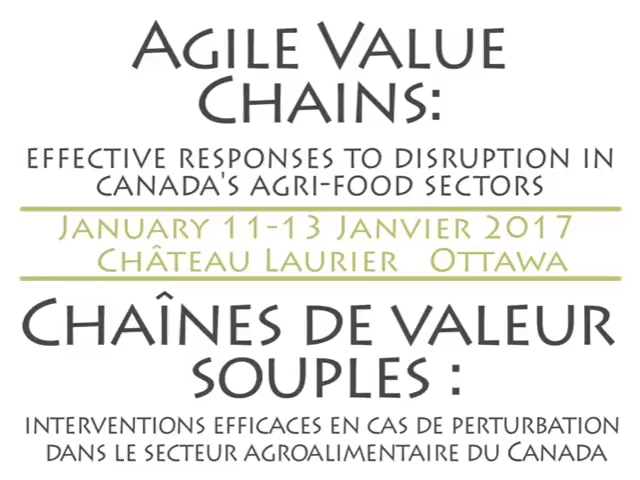 AGILE VALUE
CHAINS:
EFFECTIVE RESPONSES TO DISRUPTION IN
CANADA'S AGRI-FOOD SECTORS
JANUARY 11-13 JANVIER 2017
CHÂTEAU LAURIER OTTAWA
CHAÎNES DE VALEUR
SOUPLES :
INTERVENTIONS EFFICACES EN CAS DE PERTURBATION
DANS LE SECTEUR AGROALIMENTAIRE DU CANADA